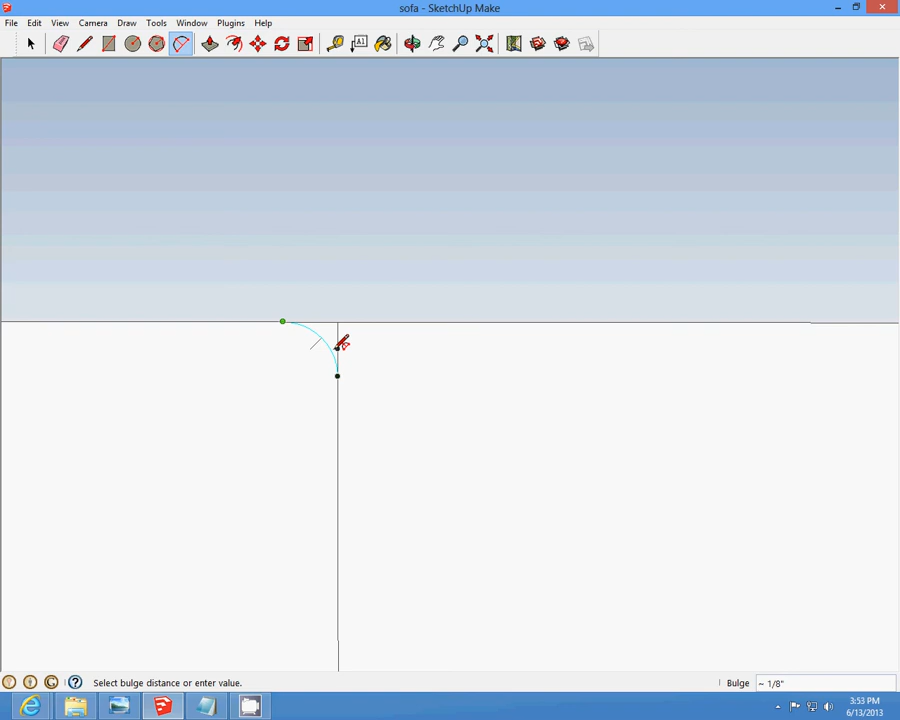 sofa - SketchUp Make
File Edit View Camera Draw Tools Window Plugins Help
A1
Select bulge distance or enter value. Bulge ~ 1/8"
3:53 PM
6/13/2013